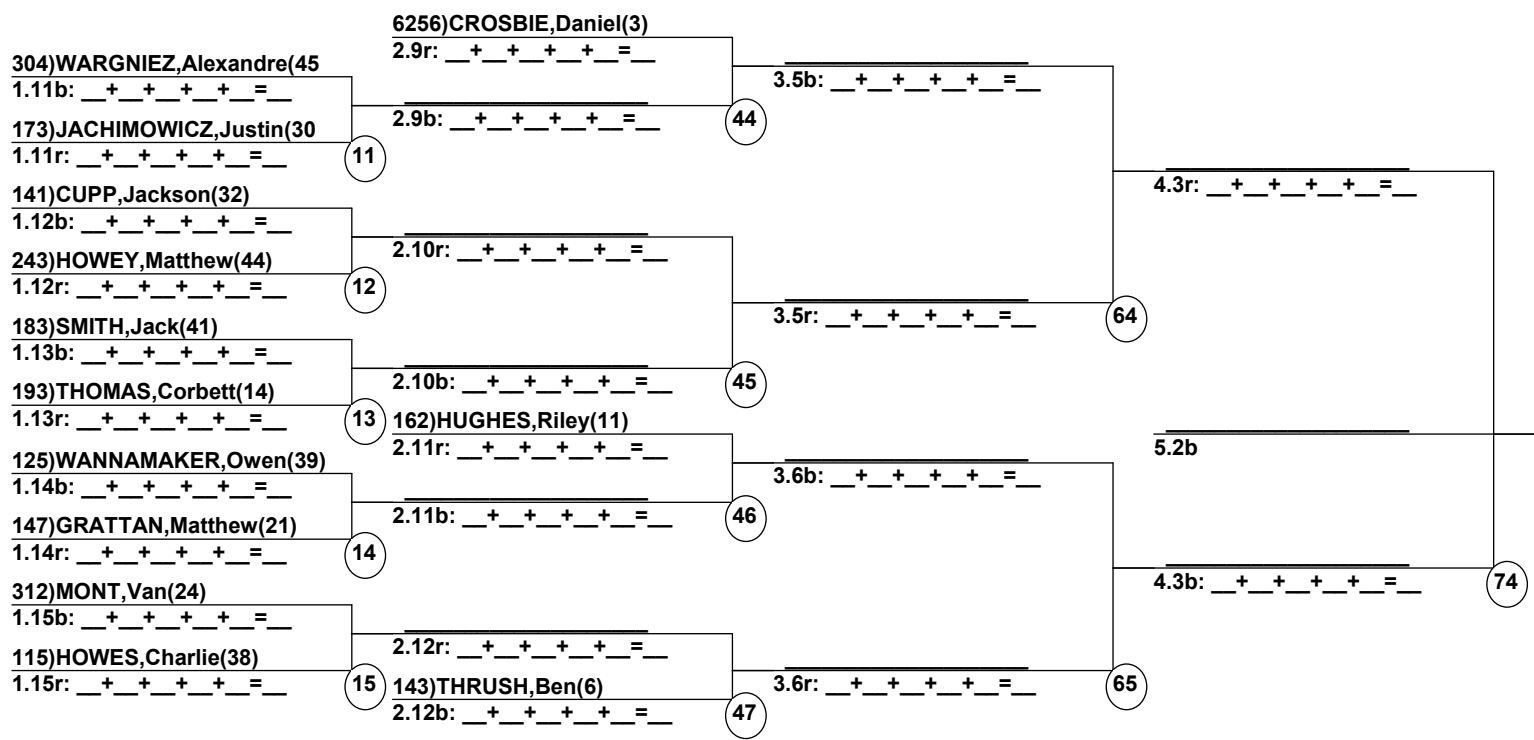 6256)CROSBIE,Daniel(3)
2.9r: __+__+__+__+__=__
304)WARGNIEZ,Alexandre(45
1.11b: __+__+__+__+__=__
2.9b: __+__+__+__+__=__
44
173)JACHIMOWICZ,Justin(30
1.11r: __+__+__+__+__=__
11
3.5b: __+__+__+__+__=__
141)CUPP,Jackson(32)
1.12b: __+__+__+__+__=__
2.10r: __+__+__+__+__=__
243)HOWEY,Matthew(44)
1.12r: __+__+__+__+__=__
12
4.3r: __+__+__+__+__=__
3.5r: __+__+__+__+__=__
64
183)SMITH,Jack(41)
1.13b: __+__+__+__+__=__
2.10b: __+__+__+__+__=__
45
193)THOMAS,Corbett(14)
1.13r: __+__+__+__+__=__
13
162)HUGHES,Riley(11)
2.11r: __+__+__+__+__=__
5.2b
125)WANNAMAKER,Owen(39)
1.14b: __+__+__+__+__=__
3.6b: __+__+__+__+__=__
2.11b: __+__+__+__+__=__
46
147)GRATTAN,Matthew(21)
1.14r: __+__+__+__+__=__
14
4.3b: __+__+__+__+__=__
74
312)MONT,Van(24)
1.15b: __+__+__+__+__=__
2.12r: __+__+__+__+__=__
115)HOWES,Charlie(38)
1.15r: __+__+__+__+__=__
15
143)THRUSH,Ben(6)
2.12b: __+__+__+__+__=__
47
3.6r: __+__+__+__+__=__
65